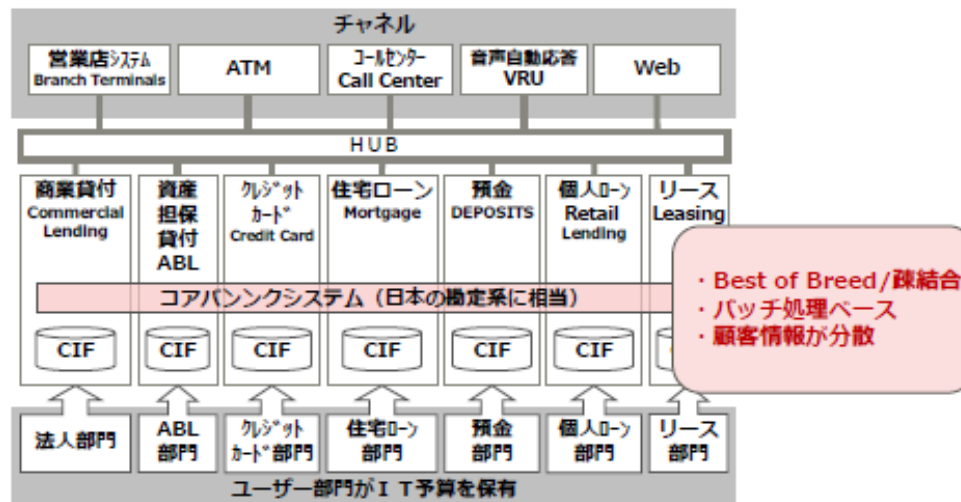 チャネル
営業店ｼｽﾃﾑ
Branch Terminals
ATM
ｺｰﾙｾﾝﾀｰ
Call Center
音声自動応答
VRU
Web
ＨＵＢ
商業貸付
Commercial
Lending
資産
担保
貸付
ABL
ｸﾚｼﾞｯﾄ
ｶｰﾄﾞ
Credit Card
住宅ローン
Mortgage
預金
DEPOSITS
個人ﾛｰﾝ
Retail
Lending
リース
Leasing
コアバンンクシステム（日本の勘定系に相当）
・Best of Breed/疎結合
・バッチ処理ベース
・顧客情報が分散
CIF
CIF
CIF
CIF
CIF
CIF
法人部門
ABL
部門
ｸﾚｼﾞｯﾄ
ｶｰﾄﾞ部門
住宅ﾛｰﾝ
部門
預金
部門
個人ﾛｰﾝ
部門
リース
部門
ユーザー部門がＩＴ予算を保有